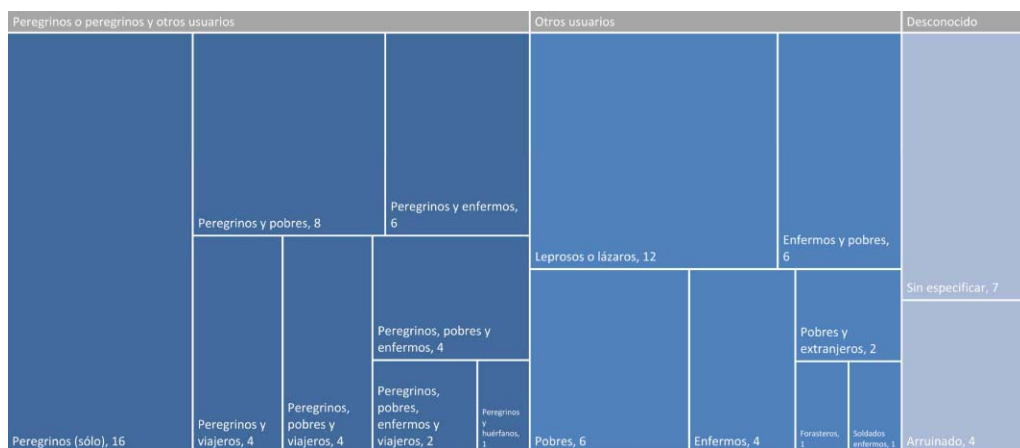 Peregrinos o peregrinos y otros usuarios
Otros usuarios
Desconocido
Peregrinos (sólo), 16
Peregrinos y pobres, 8
Peregrinos y enfermos,
6
Peregrinos y
viajeros, 4
Peregrinos,
pobres y
viajeros, 4
Peregrinos, pobres y
enfermos, 4
Peregrinos,
pobres,
enfermos y
viajeros, 2
Peregrinos
y
huérfanos,
1
Leprosos o lázaros, 12
Enfermos y pobres,
6
Pobres, 6
Enfermos, 4
Pobres y
extranjeros, 2
Forasteros,
1
Soldados
enfermos, 1
Sin especificar, 7
Arruinado, 4